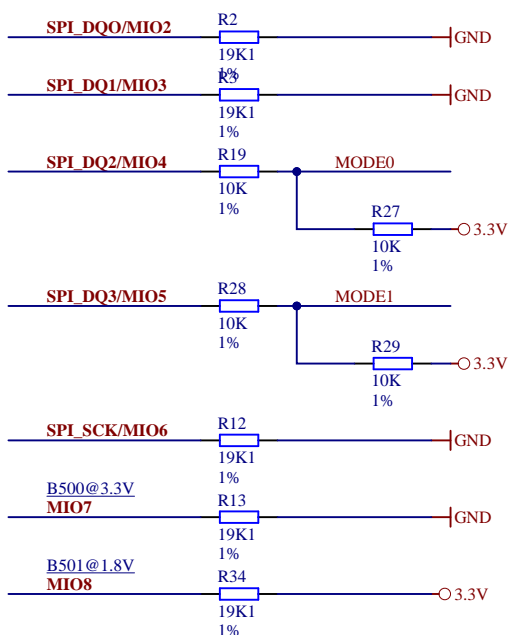 SPI_DQO/MIO2
R2
19K1
1%
GND
SPI_DQ1/MIO3
R3
19K1
1%
GND
SPI_DQ2/MIO4
R19
10K
1%
MODE0
R27
10K
1%
3.3V
SPI_DQ3/MIO5
R28
10K
1%
MODE1
R29
10K
1%
3.3V
SPI_SCK/MIO6
R12
19K1
1%
GND
B500@3.3V
MIO7
R13
19K1
1%
GND
B501@1.8V
MIO8
R34
19K1
1%
3.3V